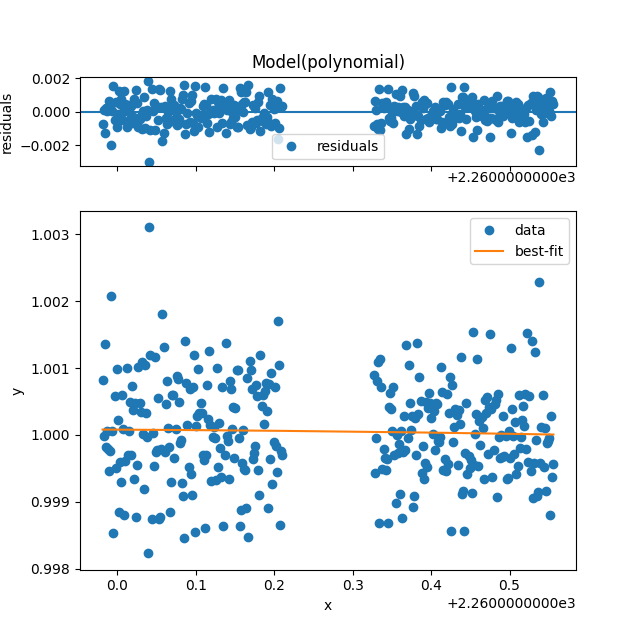 Model(polynomial)
0.002
0.000
−0.002
residuals
residuals
+2.2600000000e3
1.003
1.002
1.001
1.000
0.999
0.998
y
data
best-fit
0.0 0.1 0.2 0.3 0.4 0.5
x
+2.2600000000e3